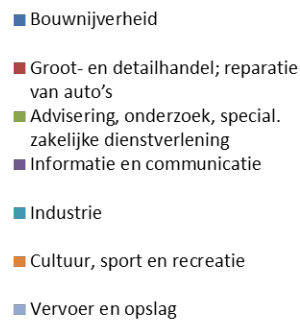 Bouwnijverheid
Groot- en detailhandel; reparatie
van auto’s
Advisering, onderzoek, special.
zakelijke dienstverlening
Informatie en communicatie
Industrie
Cultuur, sport en recreatie
Vervoer en opslag